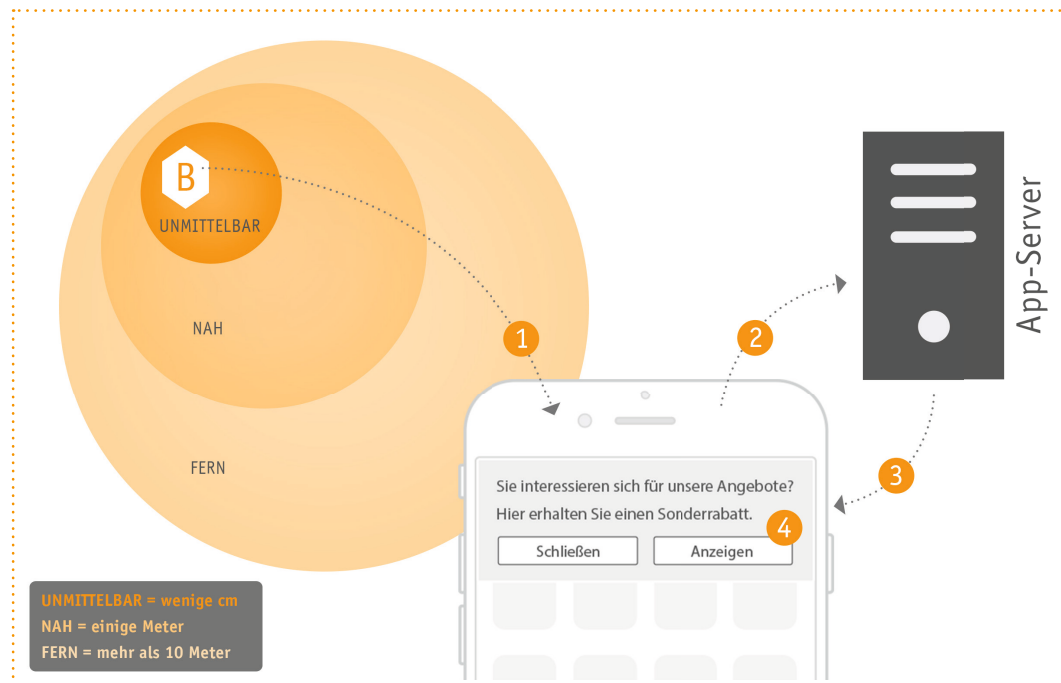 B
UNMITTELBAR
NAH
FERN
1
2
App-Server
3
Sie interessieren sich für unsere Angebote?
Hier erhalten Sie einen Sonderrabatt.
4
Schließen
Anzeigen
UNMITTELBAR = wenige cm
NAH = einige Meter
FERN = mehr als 10 Meter